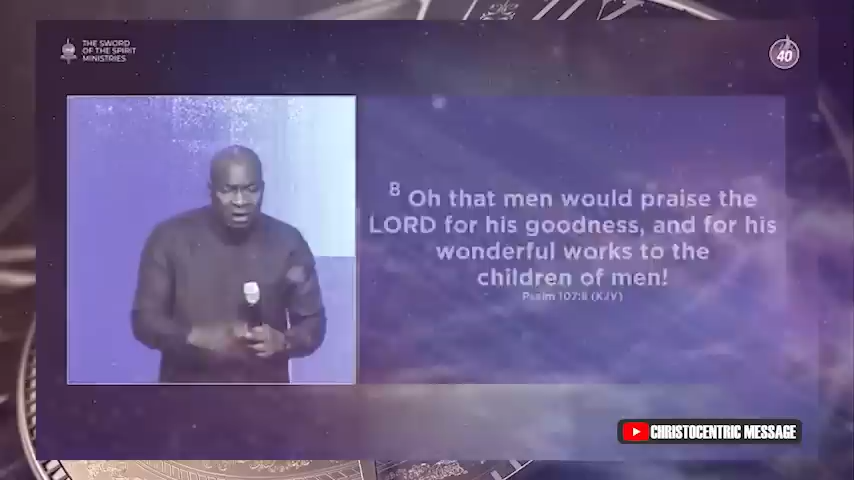 THE SWORD
OF THE SPIRIT
MINISTRIES
40
8 Oh that men would praise the
LORD for his goodness, and for his
wonderful works to the
children of men!
Psalm 107:8 (KJV)
CHRISTOCENTRIC MESSAGE